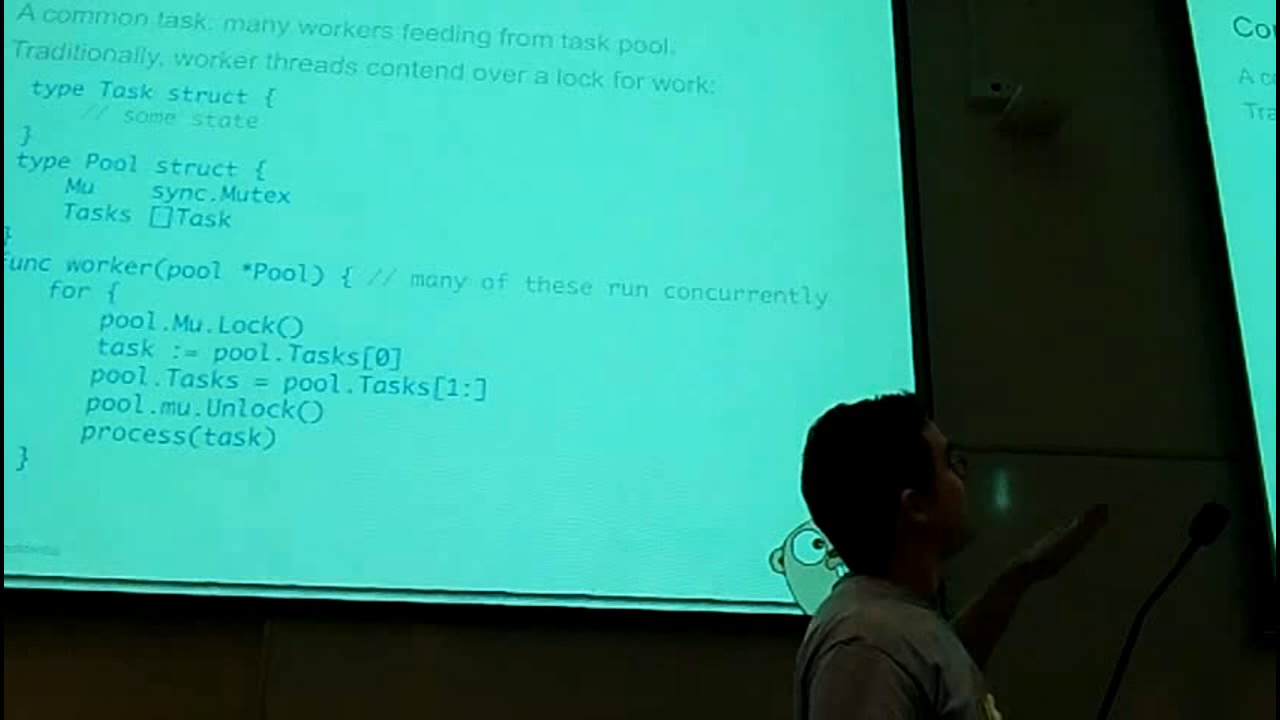 A common task: many workers feeding from task pool.
Traditionally, worker threads contend over a lock for work:
type Task struct {
// some state
}
type Pool struct {
Mu sync.Mutex
Tasks []Task
}
func worker(pool *Pool) { // many of these run concurrently
for {
pool.Mu.Lock()
task := pool.Tasks[0]
pool.Tasks = pool.Tasks[1:]
pool.mu.Unlock()
process(task)
}
Co
A c
Tra